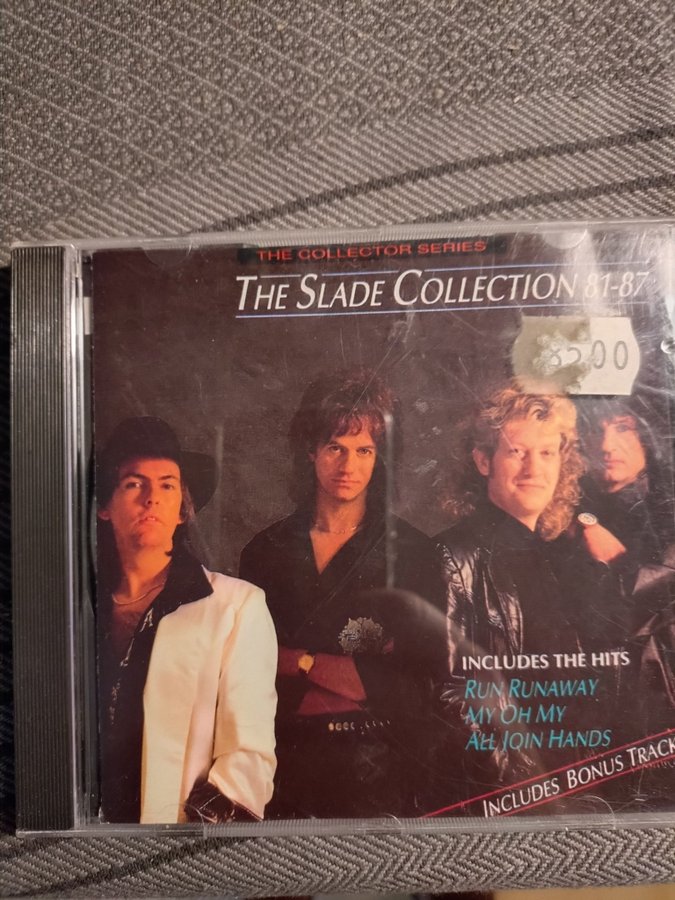 THE COLLECTOR SERIES
THE SLADE COLLECTION 81-87
INCLUDES THE HITS
RUN RUNAWAY
MY OH MY
ALL JOIN HANDS
INCLUDES BONUS TRACK